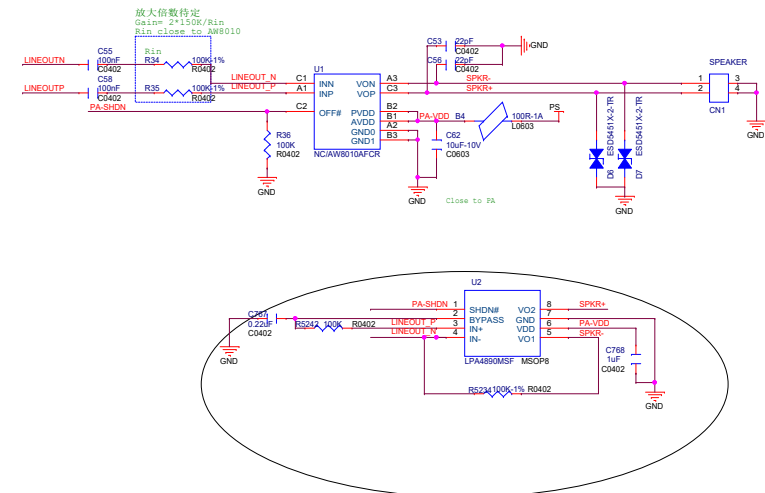 放大倍数待定
Gain= 2*150K/Rin
Rin close to AW8010
Rin
C55
100nF
C0402
R34
100K-1%
R0402
LINEOUTN
C58
100nF
C0402
R35
100K-1%
R0402
LINEOUTP
LINEOUT_N
LINEOUT_P
PA-SHDN
R36
100K
R0402
GND
U1
C1 INN VON A3
A1 INP VOP C3
C2 OFF# PVDD B2
AVDD B1
GND0 A2
GND1 B3
NC/AW8010AFCR
C53
22pF
C0402
C56
22pF
C0402
GND
SPKR-
SPKR+
PA-VDD
B4
100R-1A
L0603
PS
C62
10uF-10V
C0603
GND
Close to PA
D6
ESD5451X-2-TR
D7
ESD5451X-2-TR
GND
SPEAKER
1 3
2 4
CN1
GND
U2
PA-SHDN 1 SHDN# VO2 8 SPKR+
2 BYPASS GND 7
LINEOUT_P 3 IN+ VDD 6 PA-VDD
LINEOUT_N 4 IN- VO1 5 SPKR-
LPA4890MSF MSOP8
C767
0.22uF
C0402
GND
R5242 100K R0402
R5234 100K-1% R0402
C768
1uF
C0402
GND